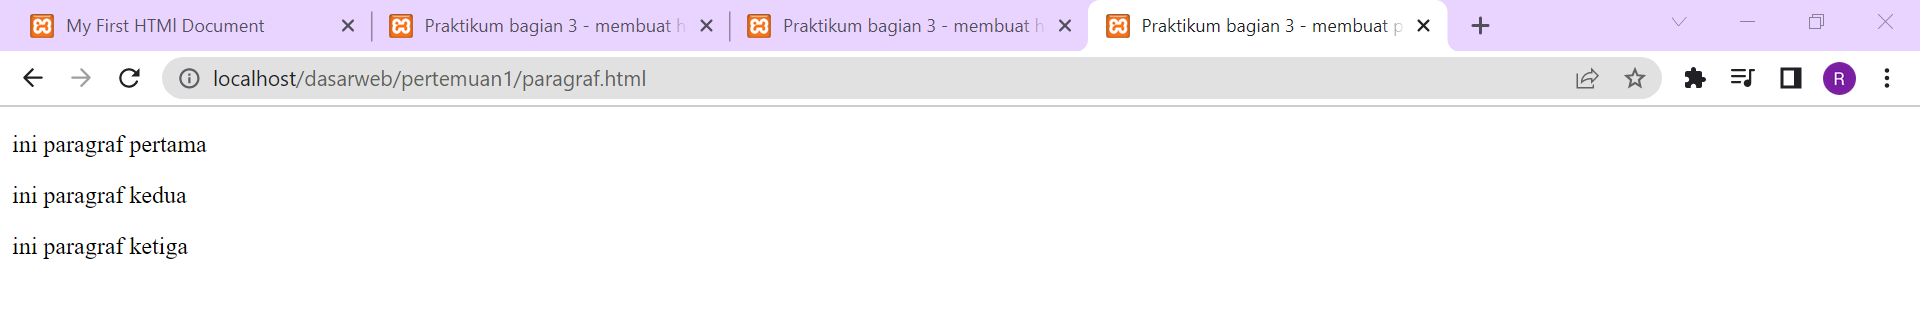 My First HTMl Document
Praktikum bagian 3 - membuat h
Praktikum bagian 3 - membuat h
Praktikum bagian 3 - membuat p
localhost/dasarweb/pertemuan1/paragraf.html
R
ini paragraf pertama
ini paragraf kedua
ini paragraf ketiga